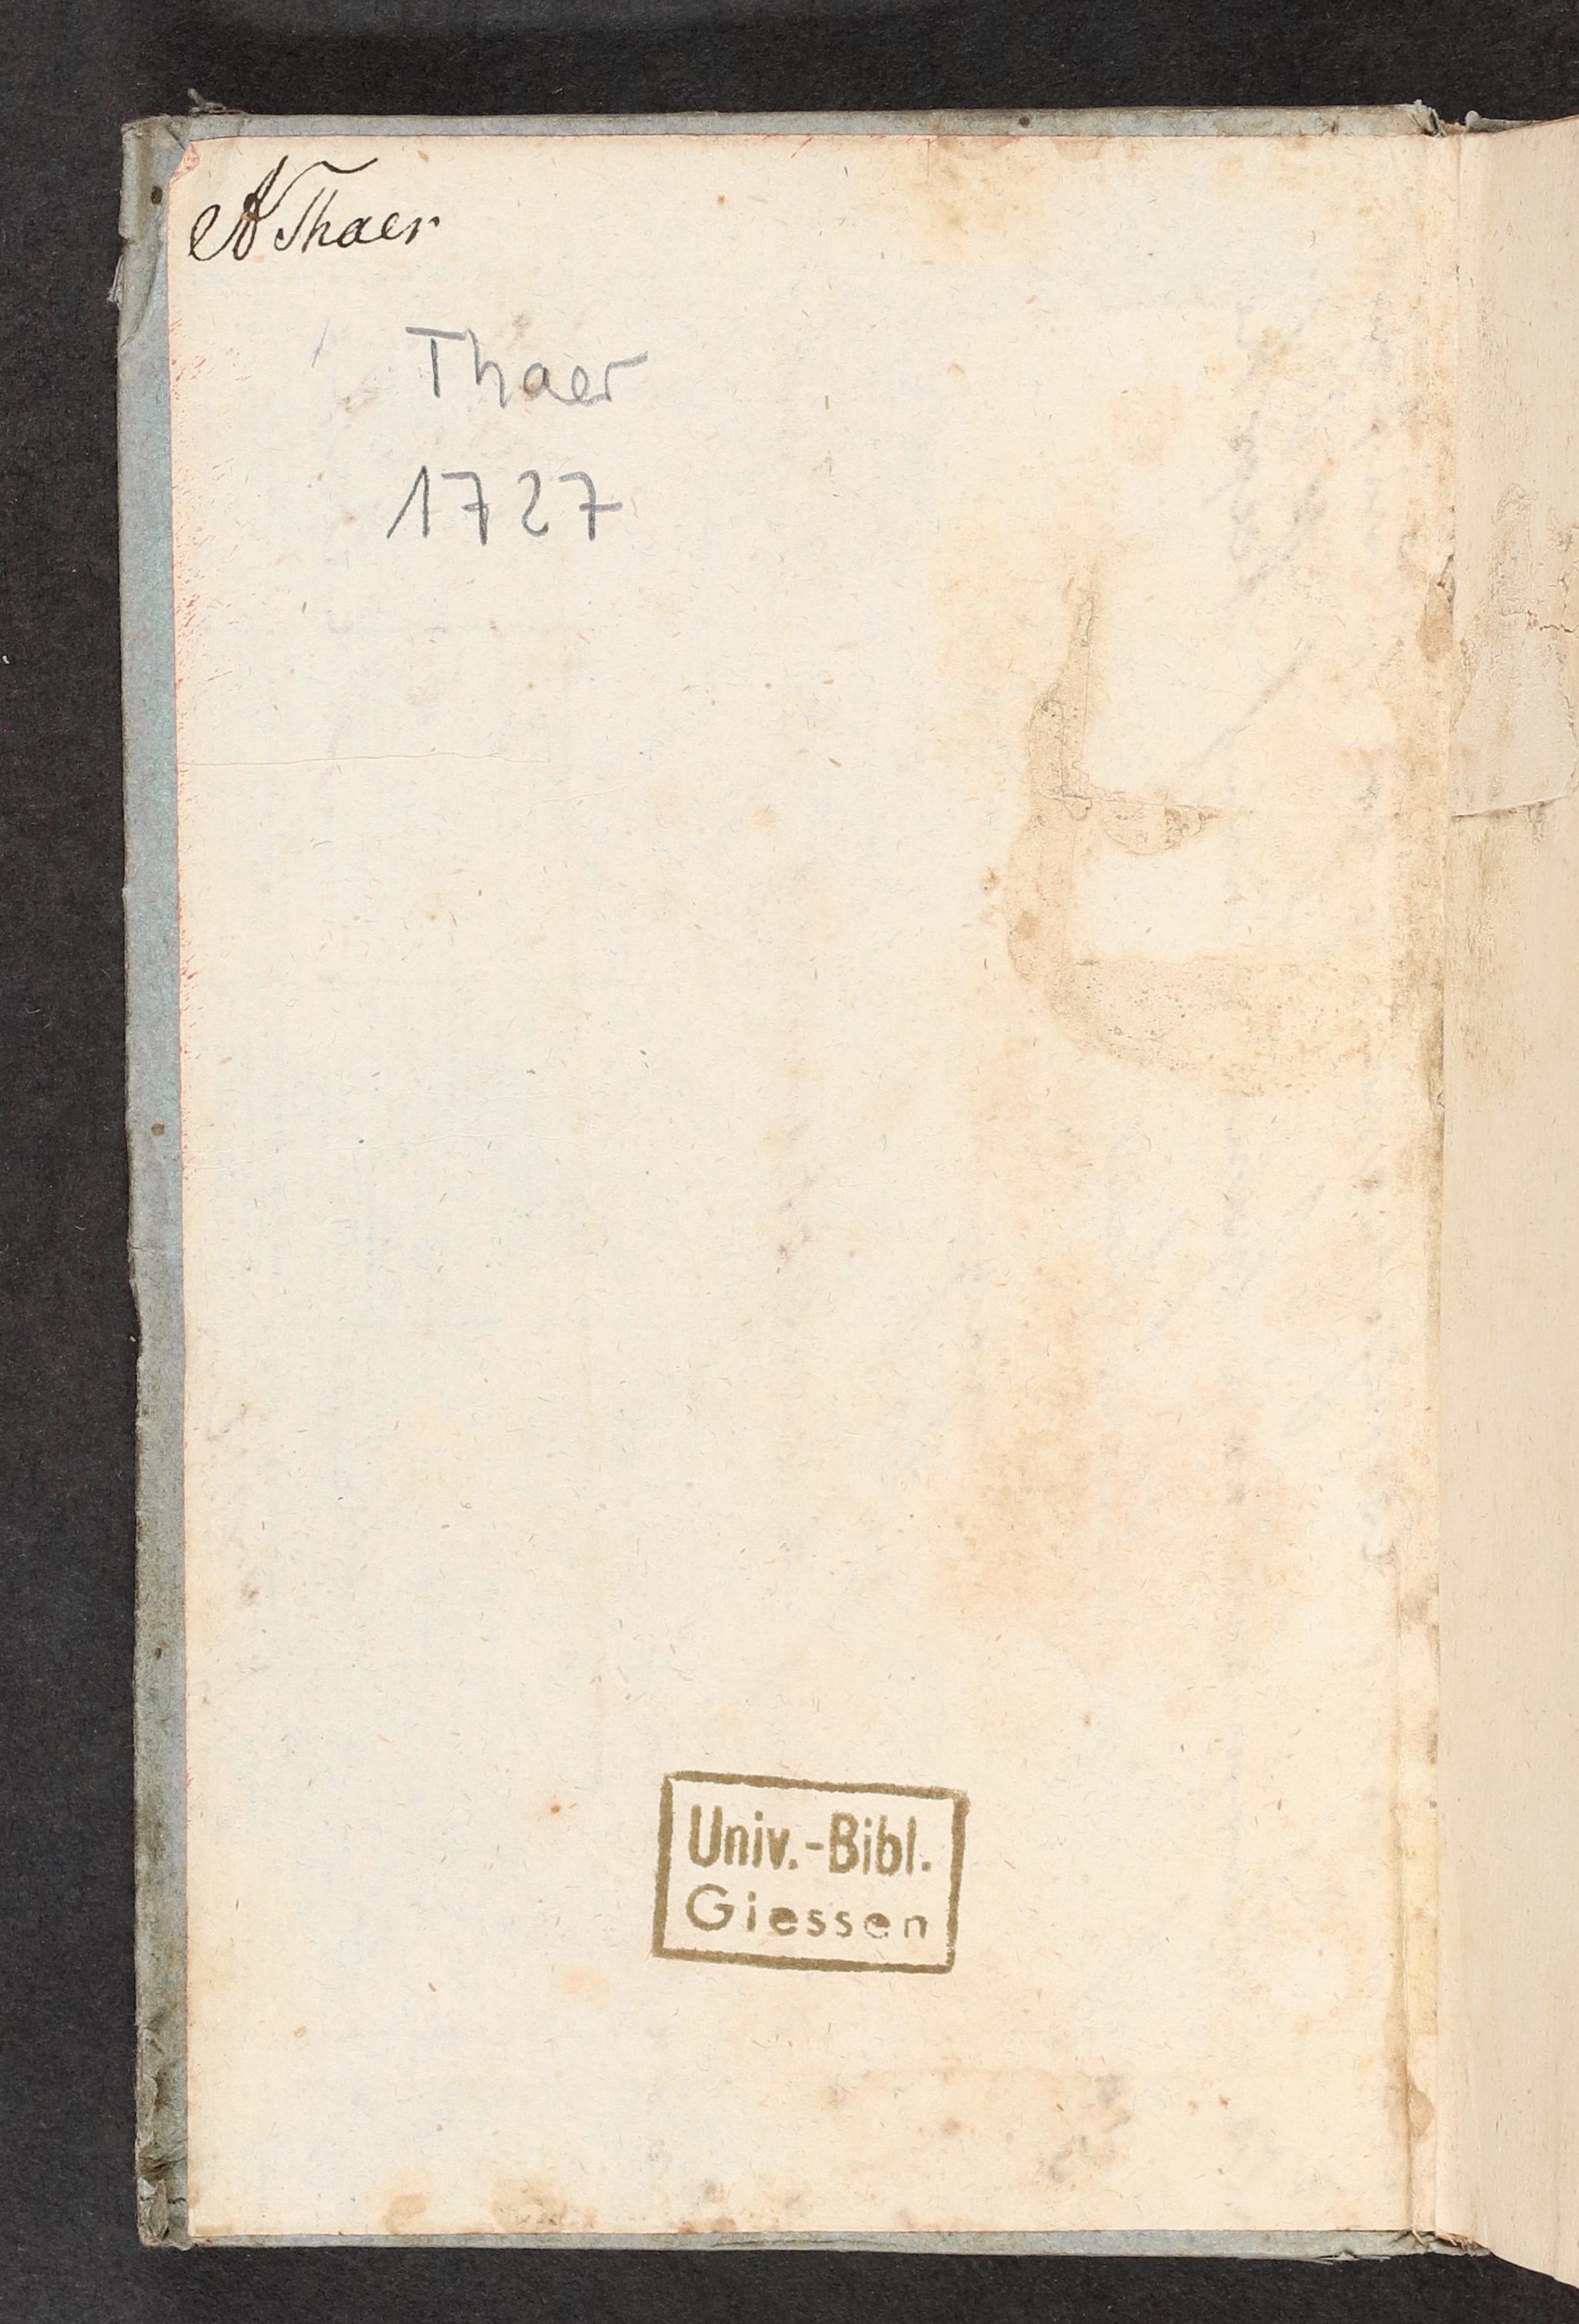 A Thaer
Thaer
1727
Univ.-Bibl.
Giessen